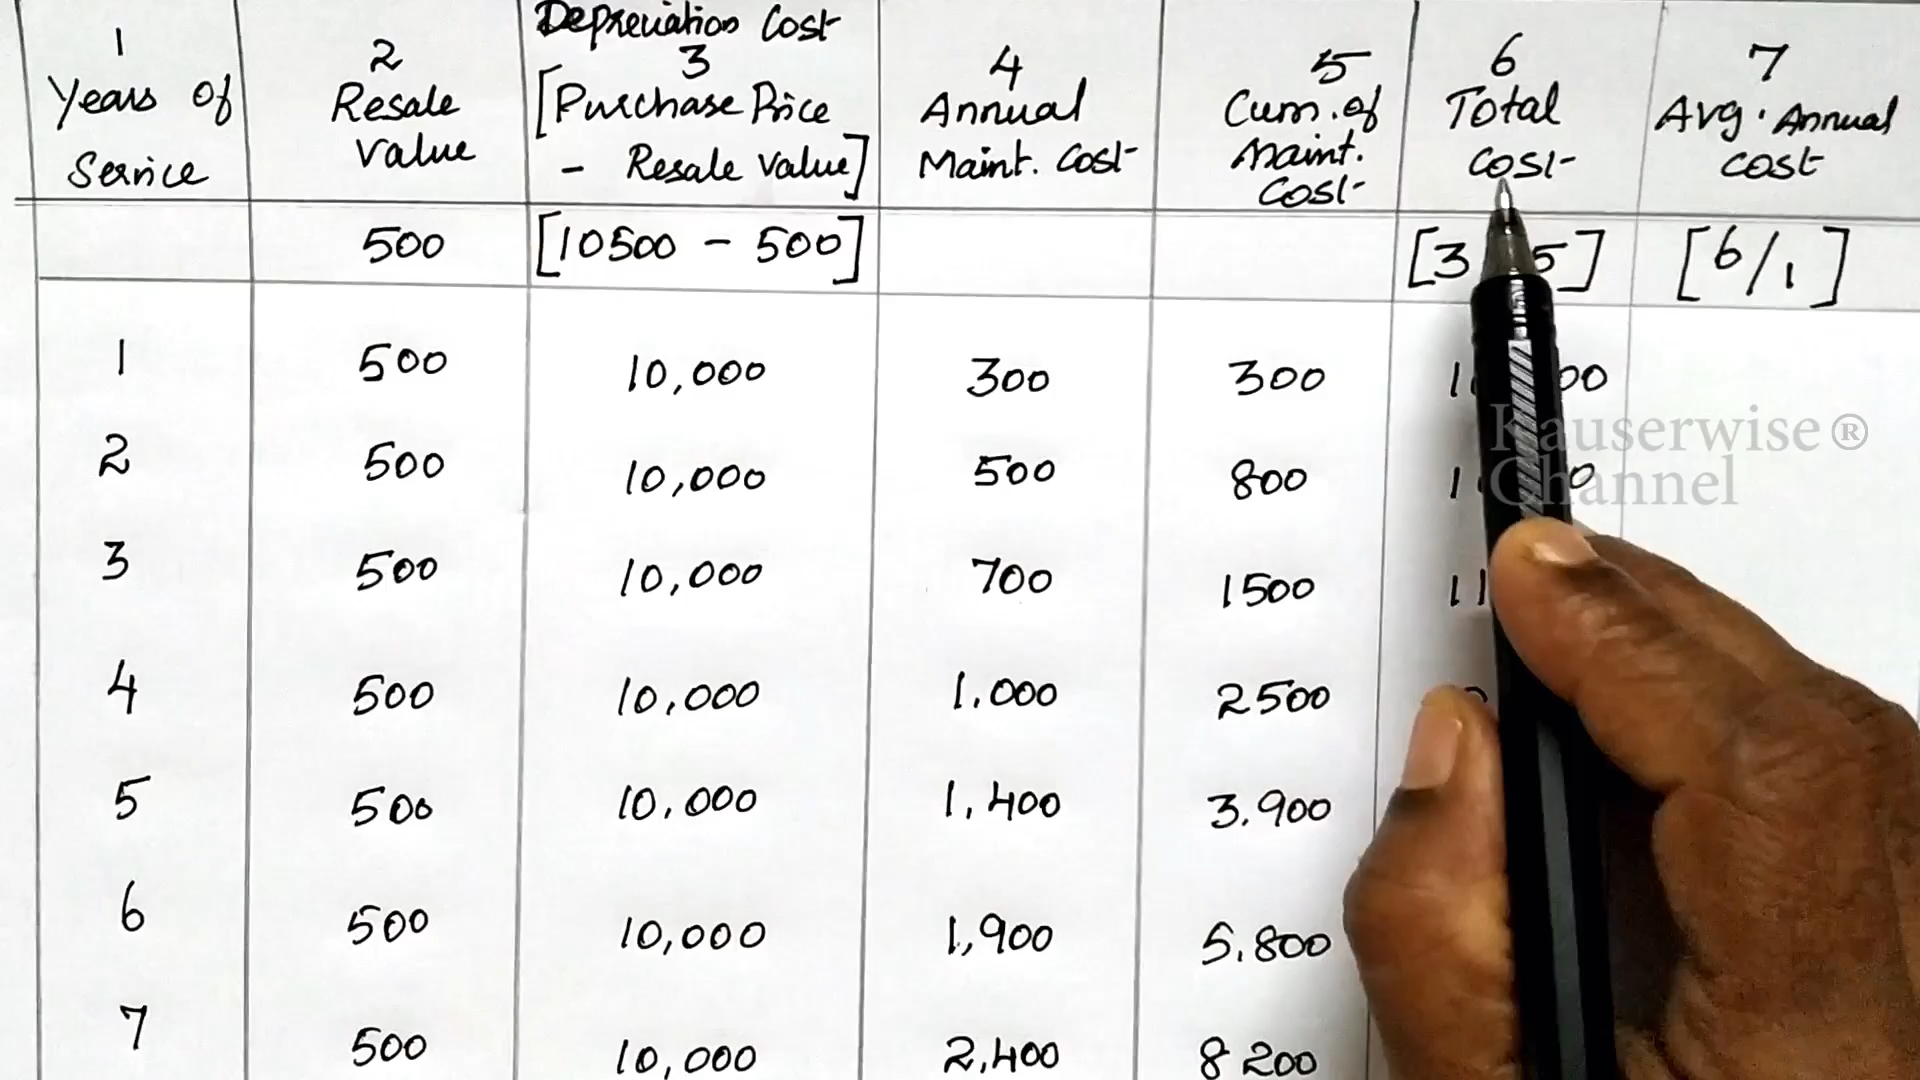 1 Years of Service
2 Resale Value
Depreciation Cost 3 [Purchase Price - Resale Value]
4 Annual Maint. Cost
5 Cum. of Maint. Cost
6 Total Cost
7 Avg. Annual Cost
500 [10500 - 500] [3 5] [6/1]
1 500 10,000 300 300
2 500 10,000 500 800
3 500 10,000 700 1500
4 500 10,000 1.000 2500
5 500 10,000 1,400 3.900
6 500 10,000 1,900 5.800
7 500 10,000 2,400 8200
Kauserwise®
Channel